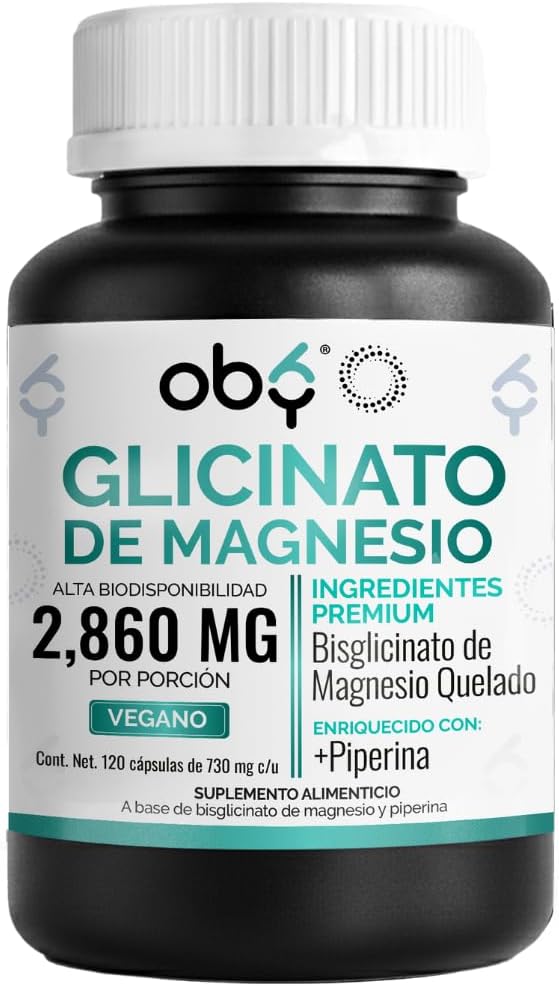 oby®
GLICINATO
DE MAGNESIO
ALTA BIODISPONIBILIDAD
2,860 MG
POR PORCIÓN
VEGANO
Cont. Net. 120 cápsulas de 730 mg c/u
INGREDIENTES
PREMIUM
Bisglicinato de
Magnesio Quelado
ENRIQUECIDO CON:
+Piperina
SUPLEMENTO ALIMENTICIO
A base de bisglicinato de magnesio y piperina